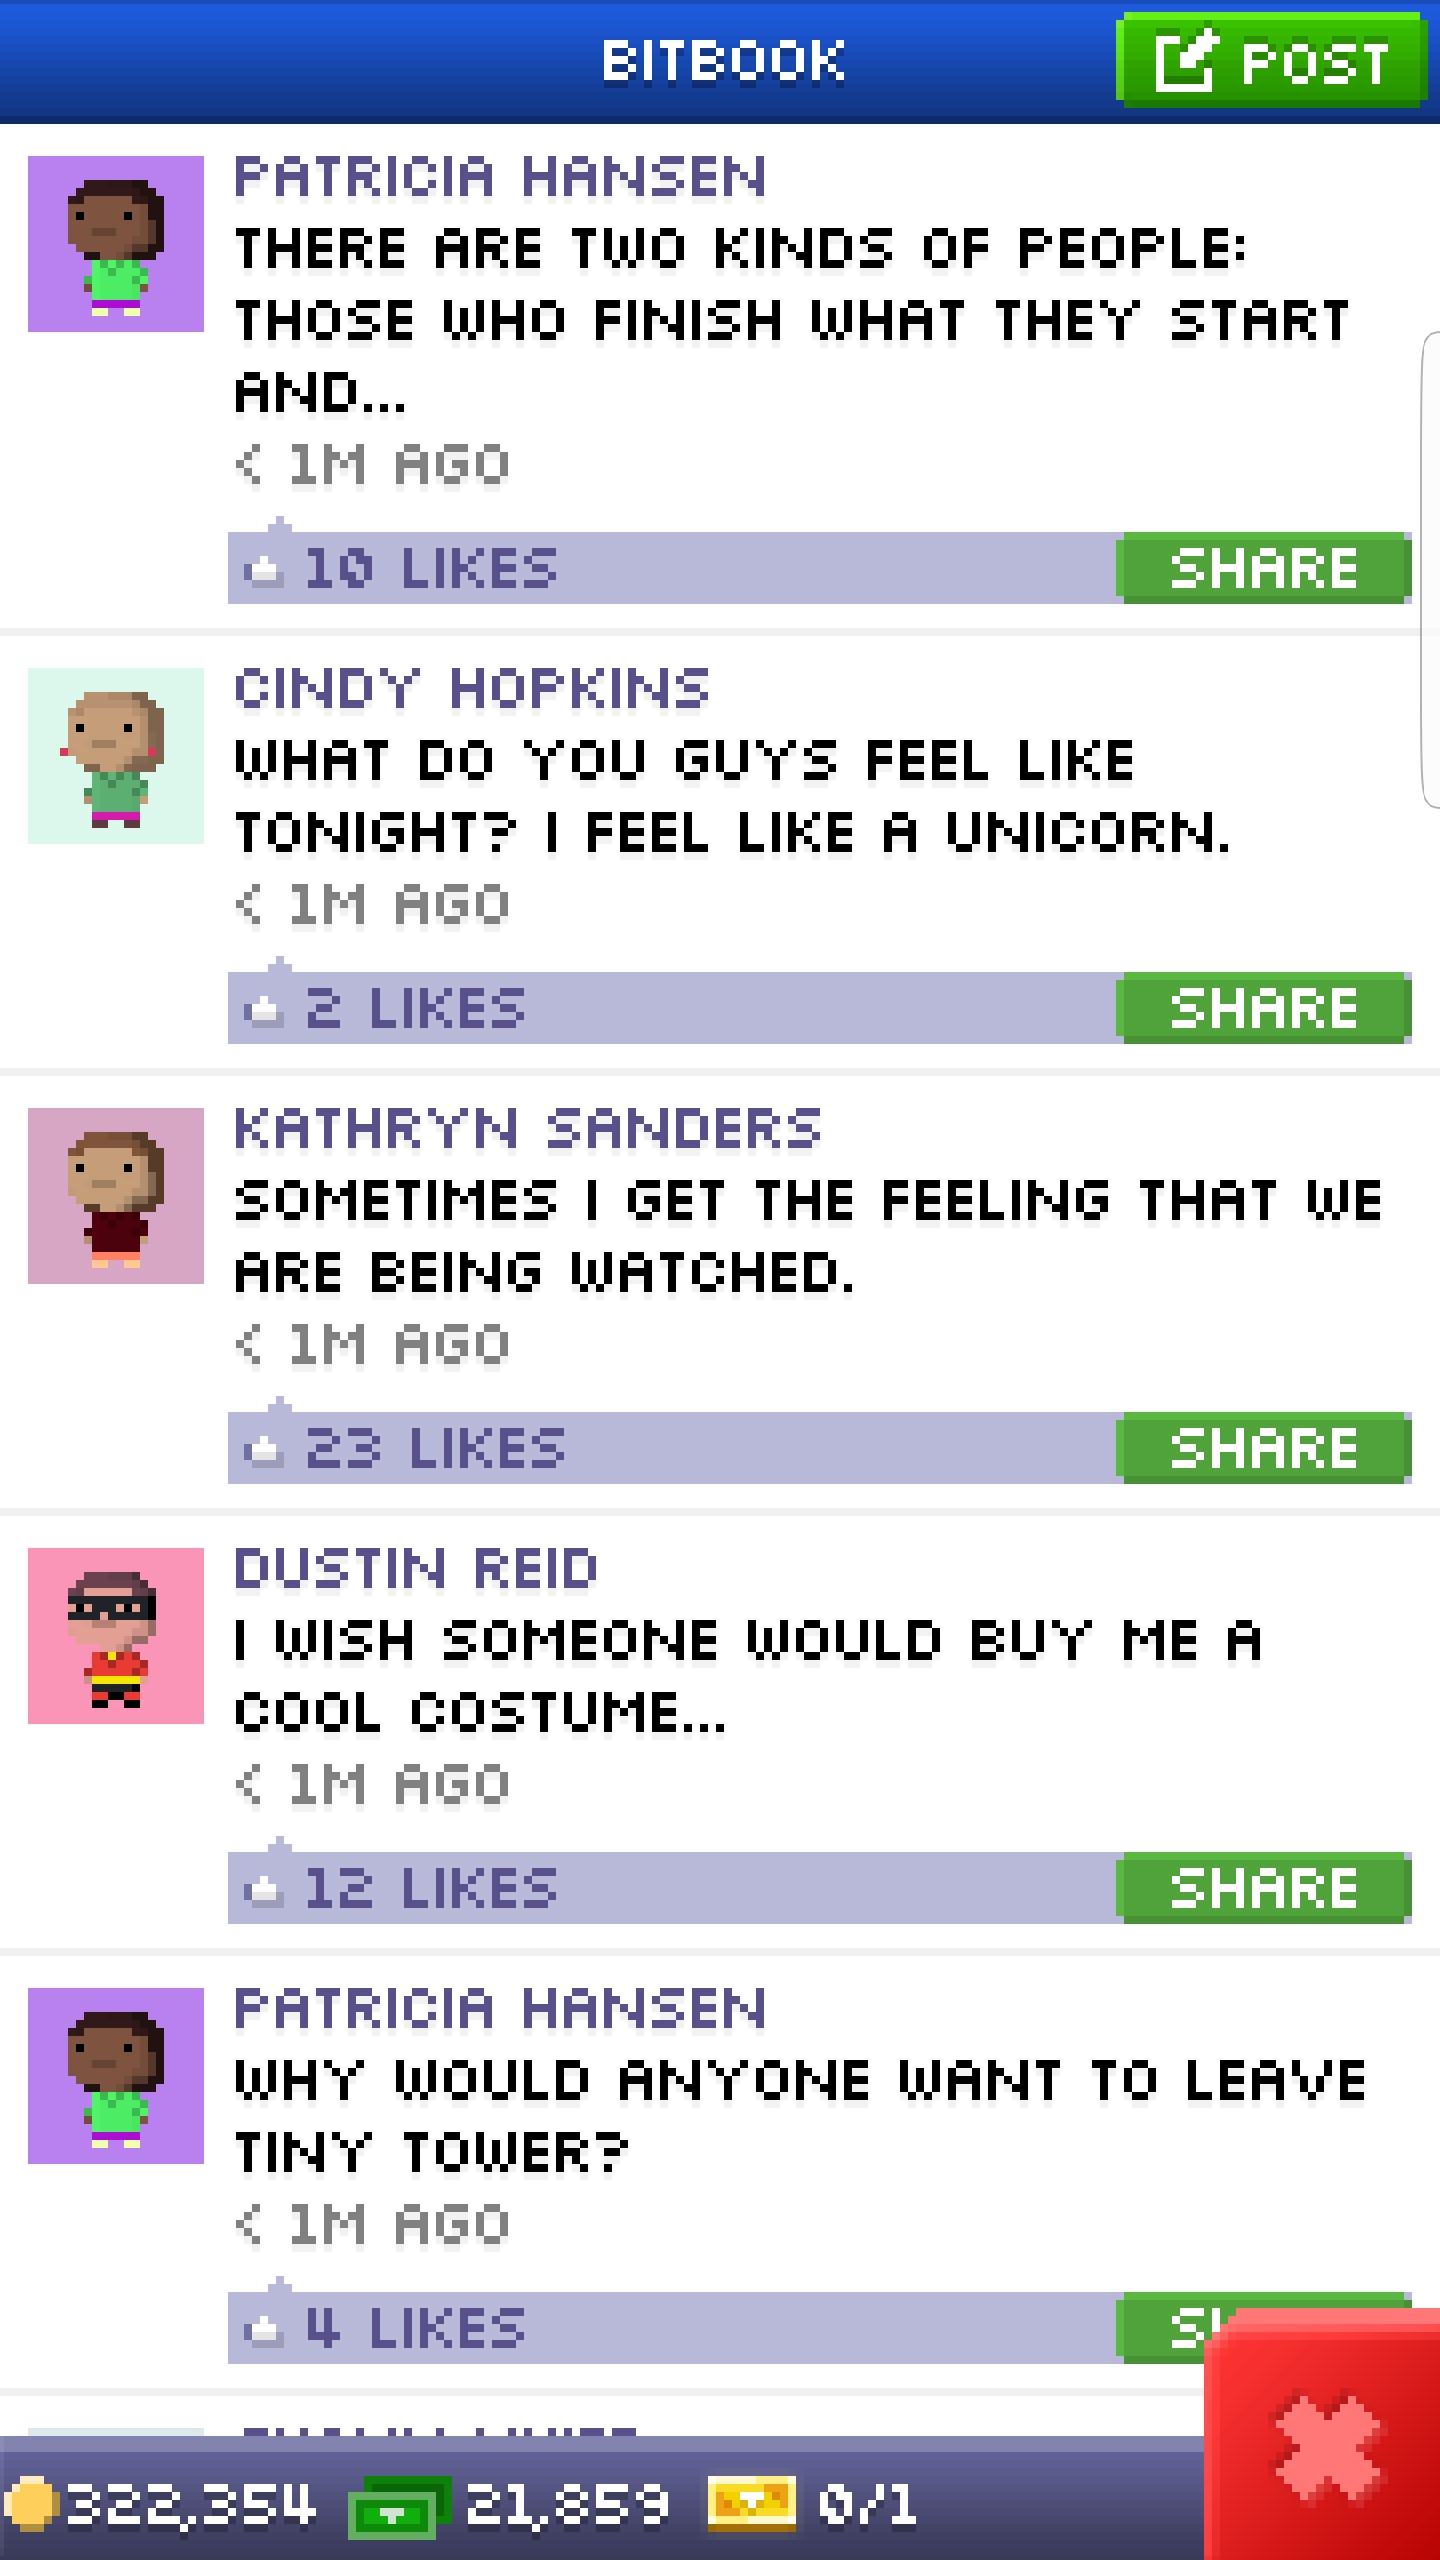 BITBOOK
POST
PATRICIA HANSEN
THERE ARE TWO KINDS OF PEOPLE:
THOSE WHO FINISH WHAT THEY START
AND...
< 1M AGO
10 LIKES
SHARE
CINDY HOPKINS
WHAT DO YOU GUYS FEEL LIKE
TONIGHT? I FEEL LIKE A UNICORN.
< 1M AGO
2 LIKES
SHARE
KATHRYN SANDERS
SOMETIMES I GET THE FEELING THAT WE
ARE BEING WATCHED.
< 1M AGO
23 LIKES
SHARE
DUSTIN REID
I WISH SOMEONE WOULD BUY ME A
COOL COSTUME...
< 1M AGO
12 LIKES
SHARE
PATRICIA HANSEN
WHY WOULD ANYONE WANT TO LEAVE
TINY TOWER?
< 1M AGO
4 LIKES
322,354
21,859
0/1